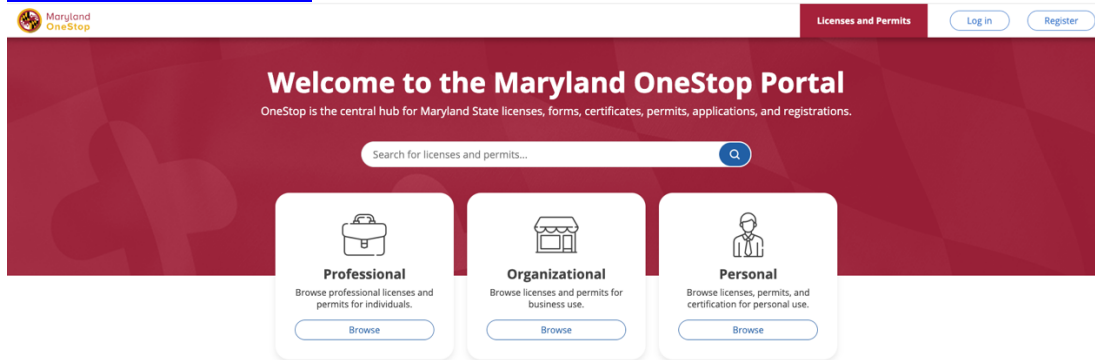 Maryland
OneStop
Licenses and Permits
Log in
Register
Welcome to the Maryland OneStop Portal
OneStop is the central hub for Maryland State licenses, forms, certificates, permits, applications, and registrations.
Search for licenses and permits...
Professional
Browse professional licenses and
permits for individuals.
Browse
Organizational
Browse licenses and permits for
business use.
Browse
Personal
Browse licenses, permits, and
certification for personal use.
Browse